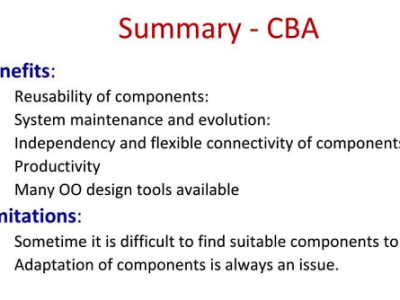 Summary - CBA
nefits:
Reusability of components:
System maintenance and evolution:
Independency and flexible connectivity of components
Productivity
Many OO design tools available
mitations:
Sometime it is difficult to find suitable components to
Adaptation of components is always an issue.